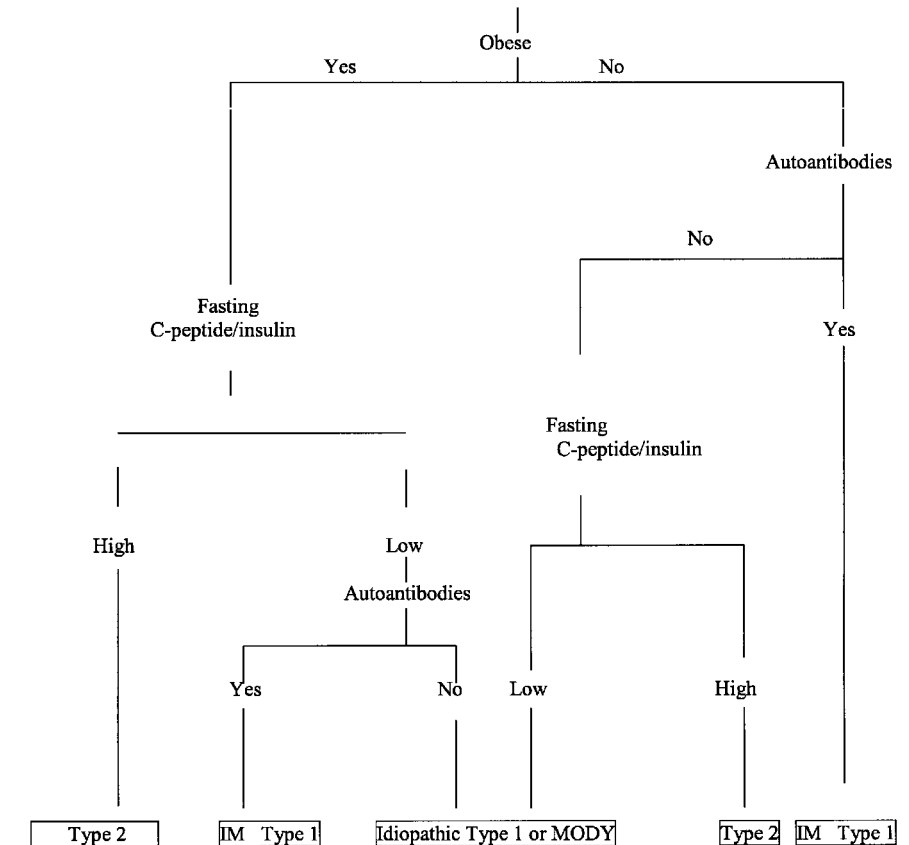 Obese
Yes No
Autoantibodies
No
Fasting
C-peptide/insulin
Yes
Fasting
C-peptide/insulin
High
Low
Autoantibodies
Yes
No
Low
High
Type 2
IM Type 1
Idiopathic Type 1 or MODY
Type 2
IM Type 1